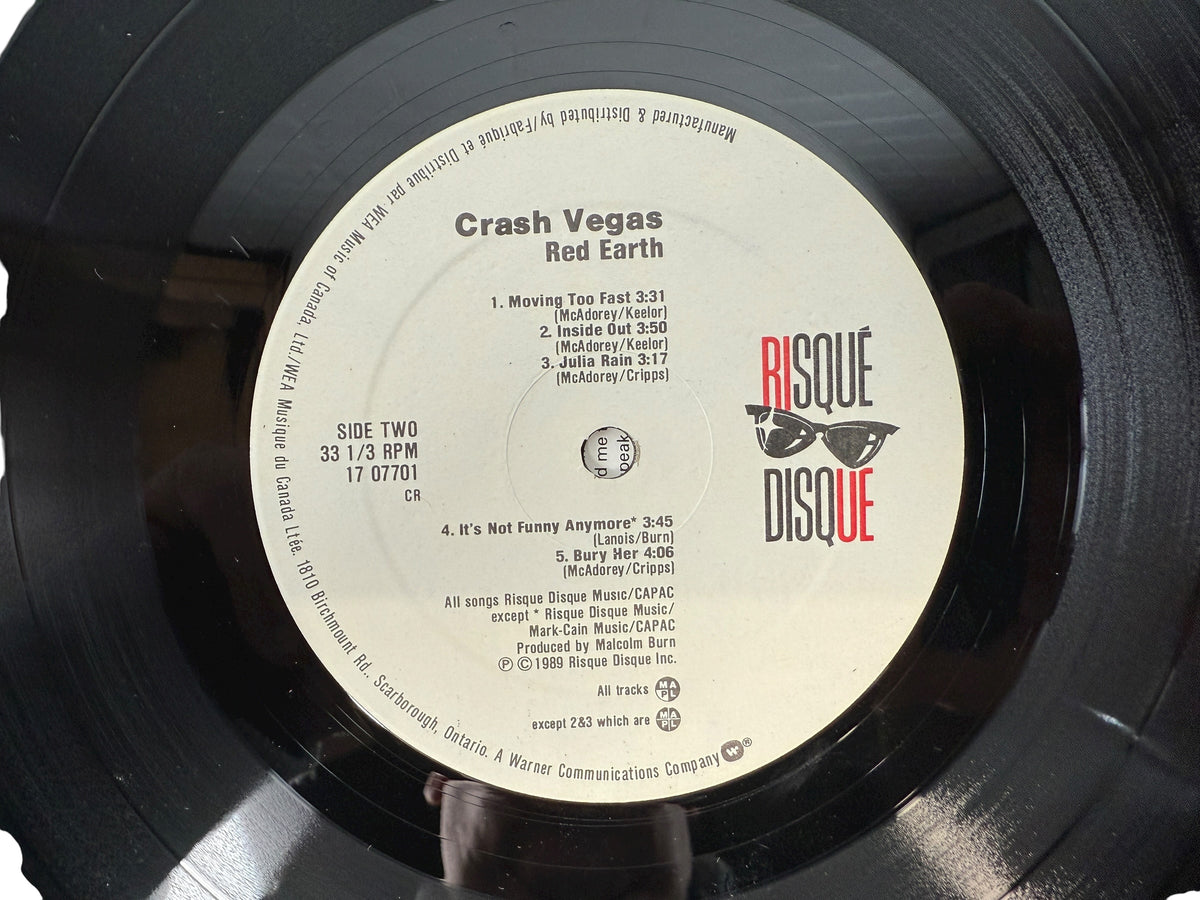 Crash Vegas
Red Earth
1. Moving Too Fast 3:31
(McAdorey/Keelor)
2. Inside Out 3:50
(McAdorey/Keelor)
3. Julia Rain 3:17
(McAdorey/Cripps)
SIDE TWO
33 1/3 RPM
17 07701
CR
d me
peak
RISQUÉ
DISQUE
4. It's Not Funny Anymore* 3:45
(Lanois/Burn)
5. Bury Her 4:06
(McAdorey/Cripps)
All songs Risque Disque Music/CAPAC
except * Risque Disque Music/
Mark-Cain Music/CAPAC
Produced by Malcolm Burn
Ⓟ © 1989 Risque Disque Inc.
All tracks MAPL
except 2&3 which are MAPL
Manufactured & Distributed by/Fabriqué et Distribue par WEA Music of Canada, Ltd./WEA Musique du Canada Ltée. 1810 Birchmount Rd., Scarborough, Ontario. A Warner Communications Company W ®